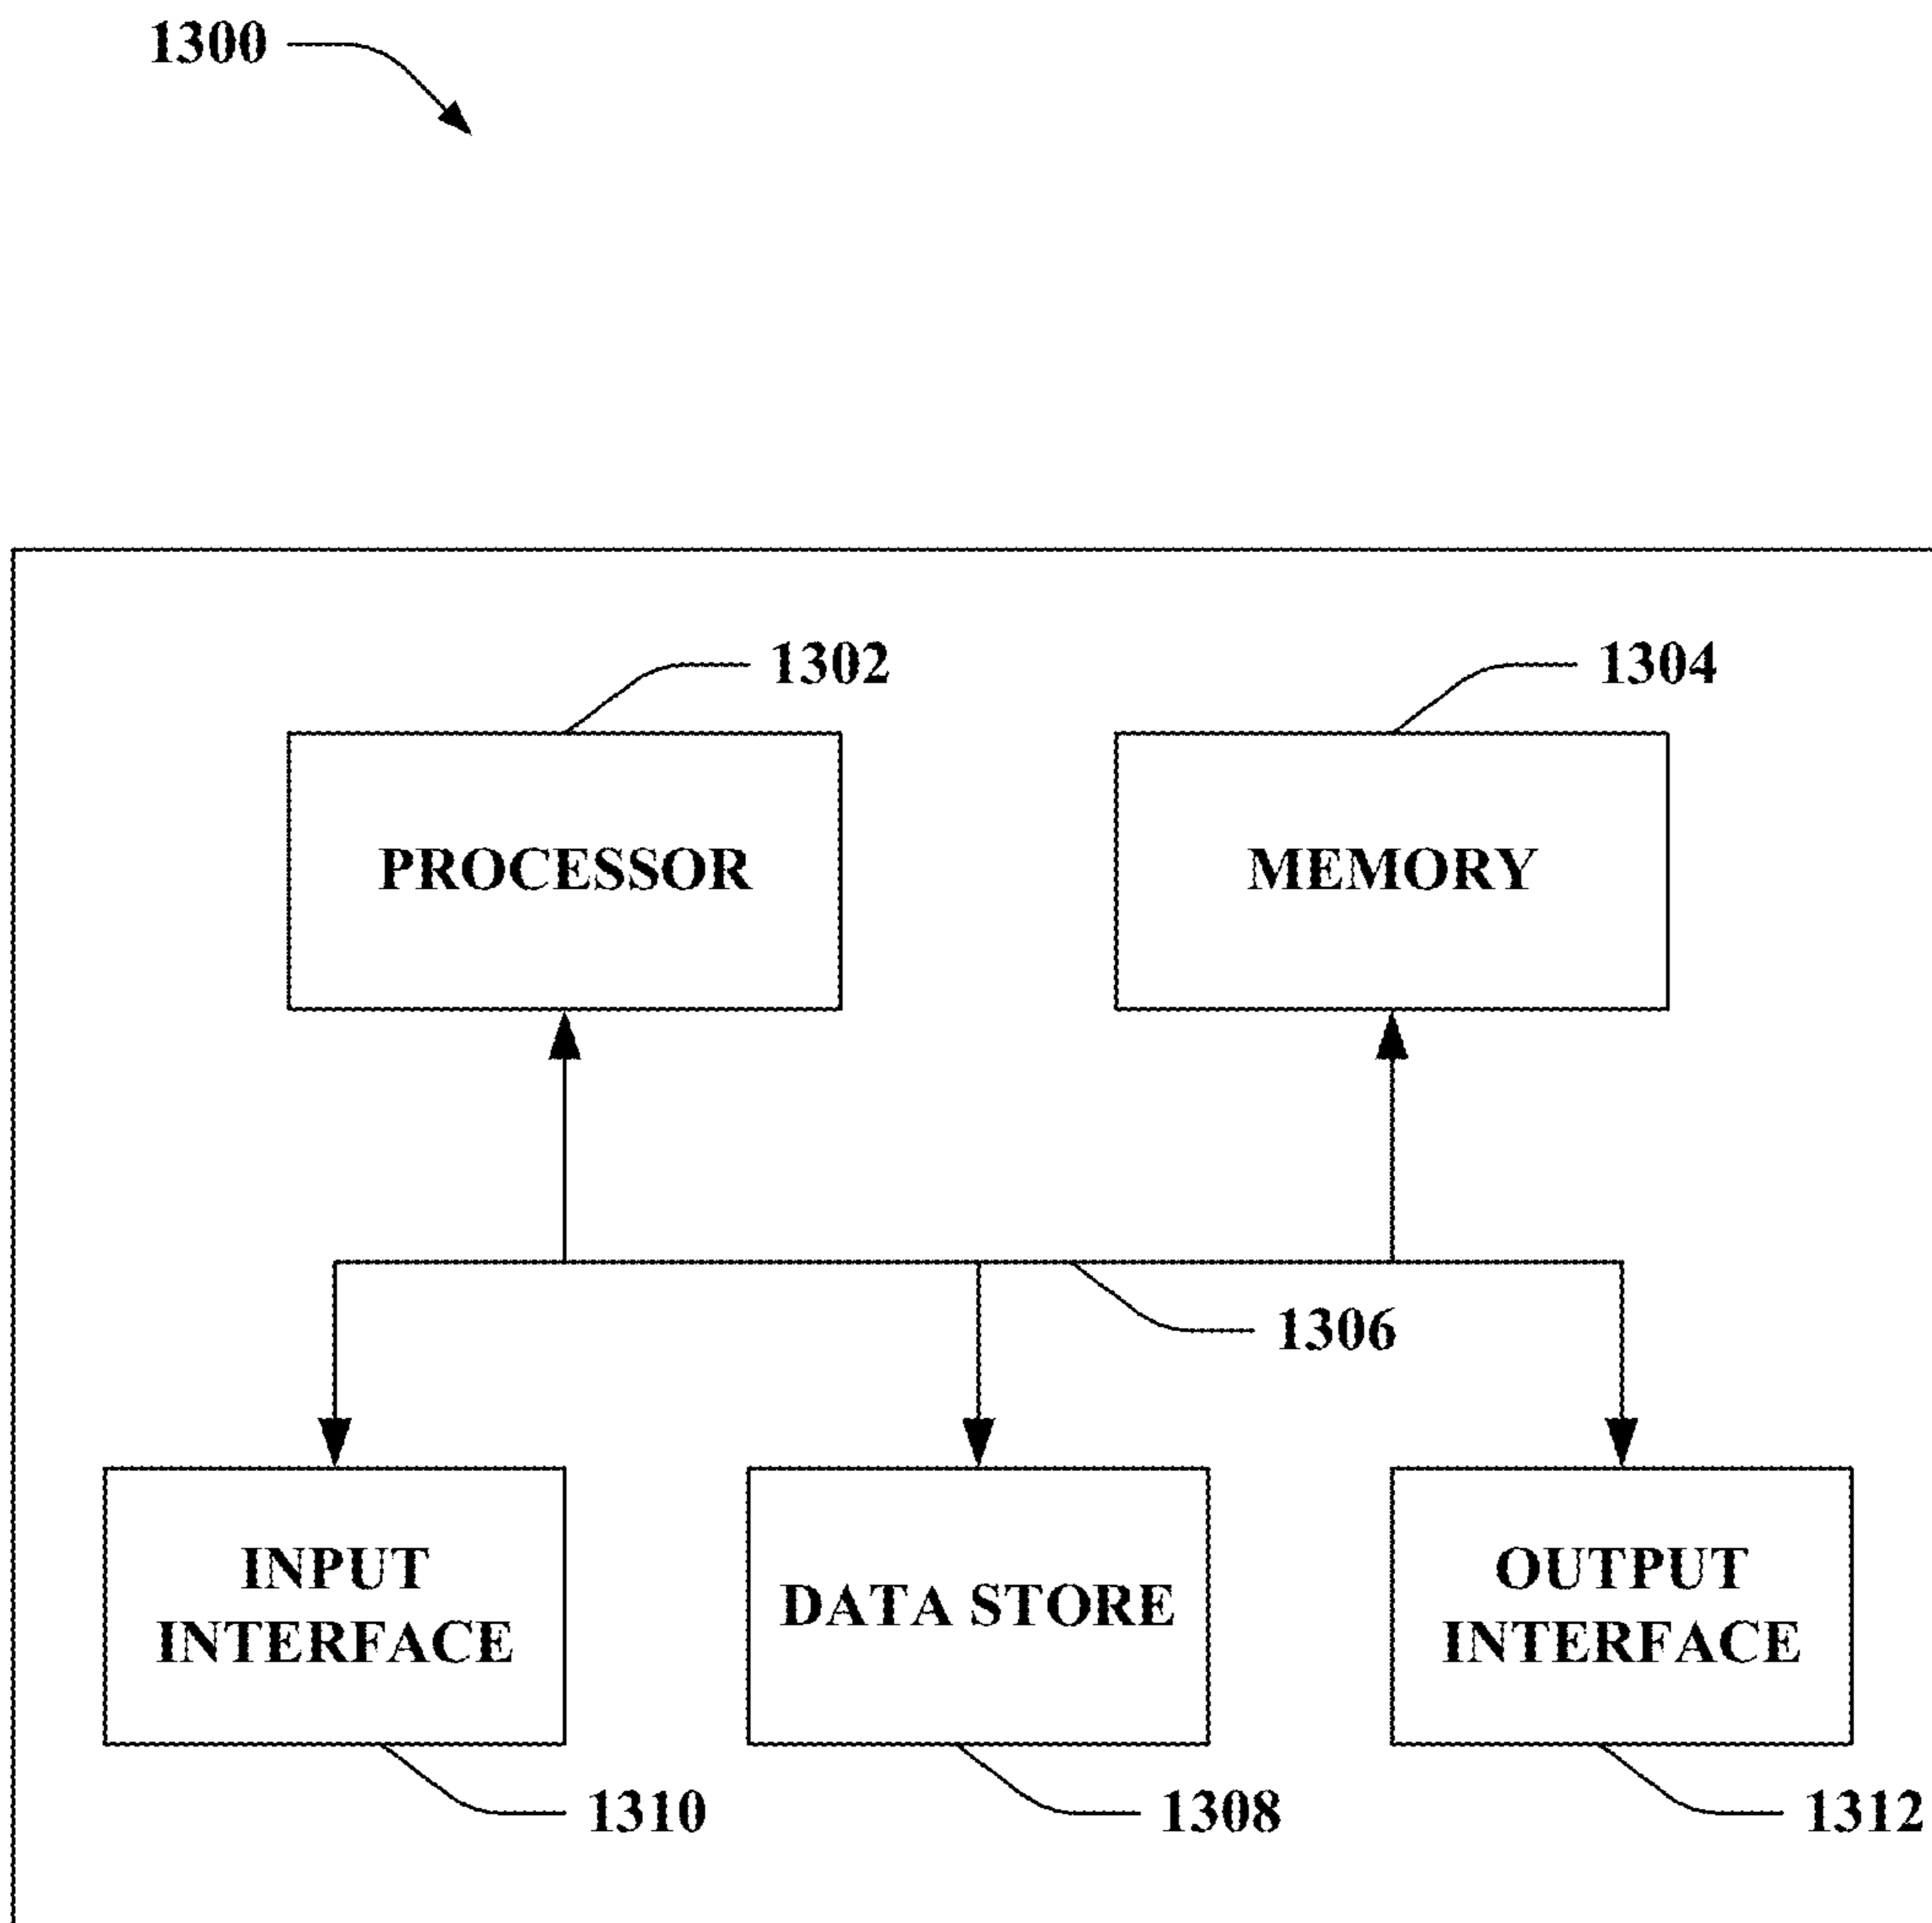 1300
1302
1304
PROCESSOR
MEMORY
1306
INPUT
INTERFACE
DATA STORE
OUTPUT
INTERFACE
1310
1308
1312